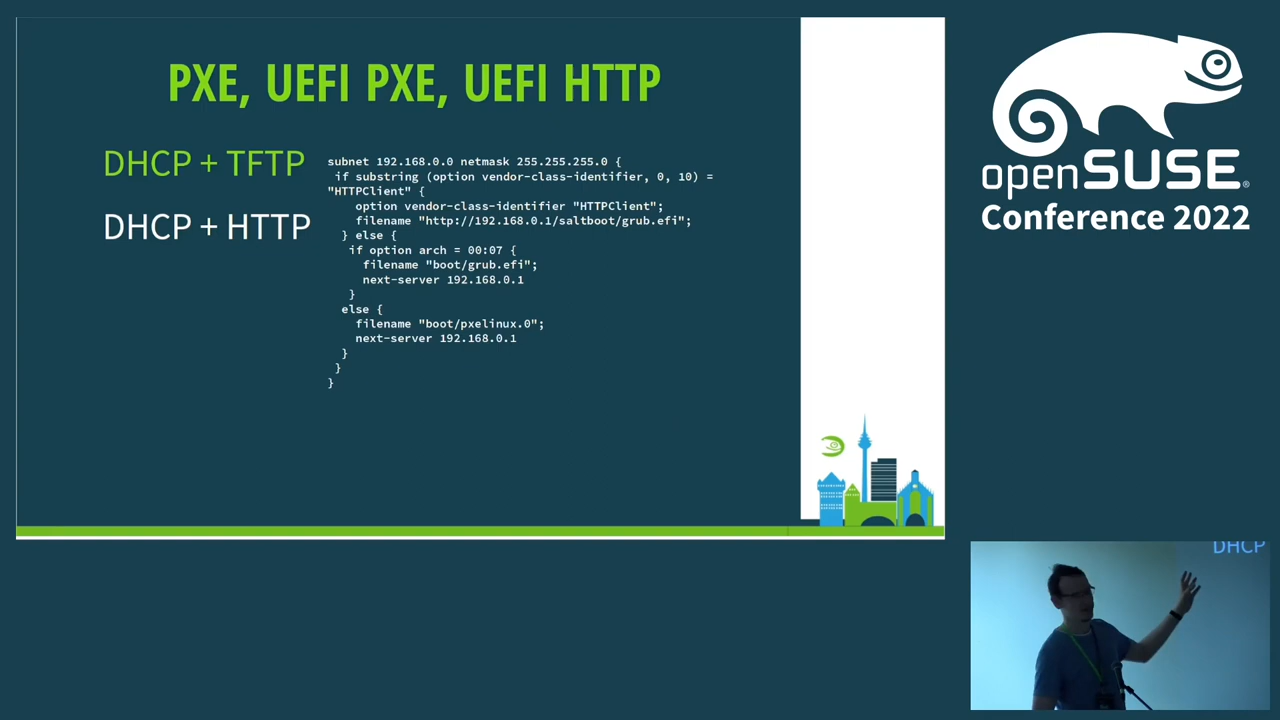 PXE, UEFI PXE, UEFI HTTP
DHCP + TFTP
DHCP + HTTP
subnet 192.168.0.0 netmask 255.255.255.0 {
if substring (option vendor-class-identifier, 0, 10) =
"HTTPClient" {
option vendor-class-identifier "HTTPClient";
filename "http://192.168.0.1/saltboot/grub.efi";
} else {
if option arch = 00:07 {
filename "boot/grub.efi";
next-server 192.168.0.1
}
else {
filename "boot/pxelinux.0";
next-server 192.168.0.1
}
}
}
openSUSE®
Conference 2022
DHCP